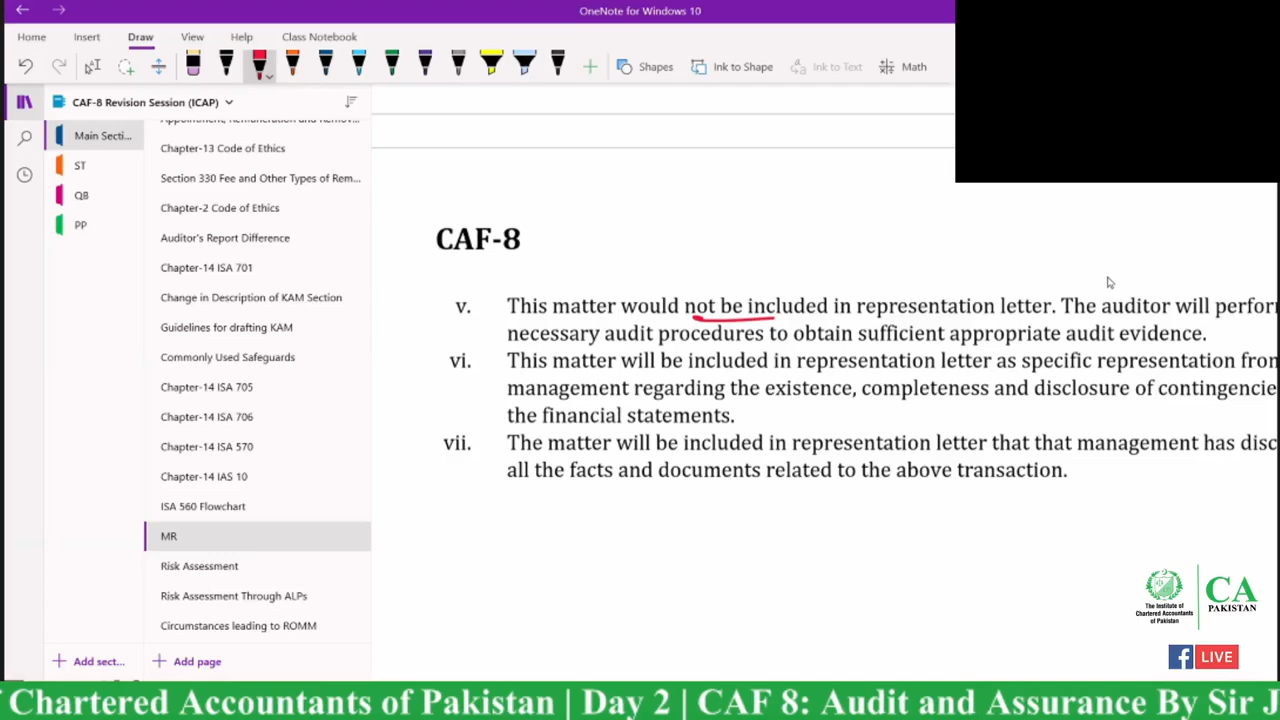 OneNote for Windows 10
Home Insert Draw View Help Class Notebook
Shapes Ink to Shape Ink to Text Math
CAF-8 Revision Session (ICAP)
Main Secti...
ST
QB
PP
Appointment, Remuneration and Remov...
Chapter-13 Code of Ethics
Section 330 Fee and Other Types of Rem...
Chapter-2 Code of Ethics
Auditor's Report Difference
Chapter-14 ISA 701
Change in Description of KAM Section
Guidelines for drafting KAM
Commonly Used Safeguards
Chapter-14 ISA 705
Chapter-14 ISA 706
Chapter-14 ISA 570
Chapter-14 IAS 10
ISA 560 Flowchart
MR
Risk Assessment
Risk Assessment Through ALPs
Circumstances leading to ROMM
Add sect... Add page
CAF-8
v. This matter would not be included in representation letter. The auditor will perfor
necessary audit procedures to obtain sufficient appropriate audit evidence.
vi. This matter will be included in representation letter as specific representation fron
management regarding the existence, completeness and disclosure of contingencie
the financial statements.
vii. The matter will be included in representation letter that that management has disc
all the facts and documents related to the above transaction.
The Institute of
Chartered Accountants
of Pakistan
CA
PAKISTAN
f LIVE
Chartered Accountants of Pakistan | Day 2 | CAF 8: Audit and Assurance By Sir J